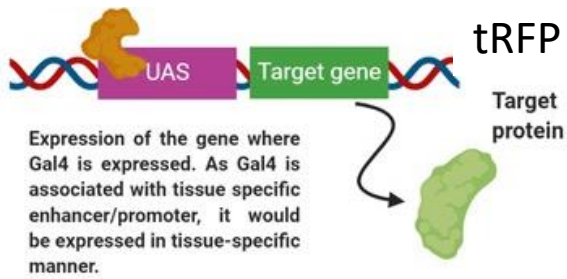 tRFP
UAS
Target gene
Target
protein
Expression of the gene where
Gal4 is expressed. As Gal4 is
associated with tissue specific
enhancer/promoter, it would
be expressed in tissue-specific
manner.